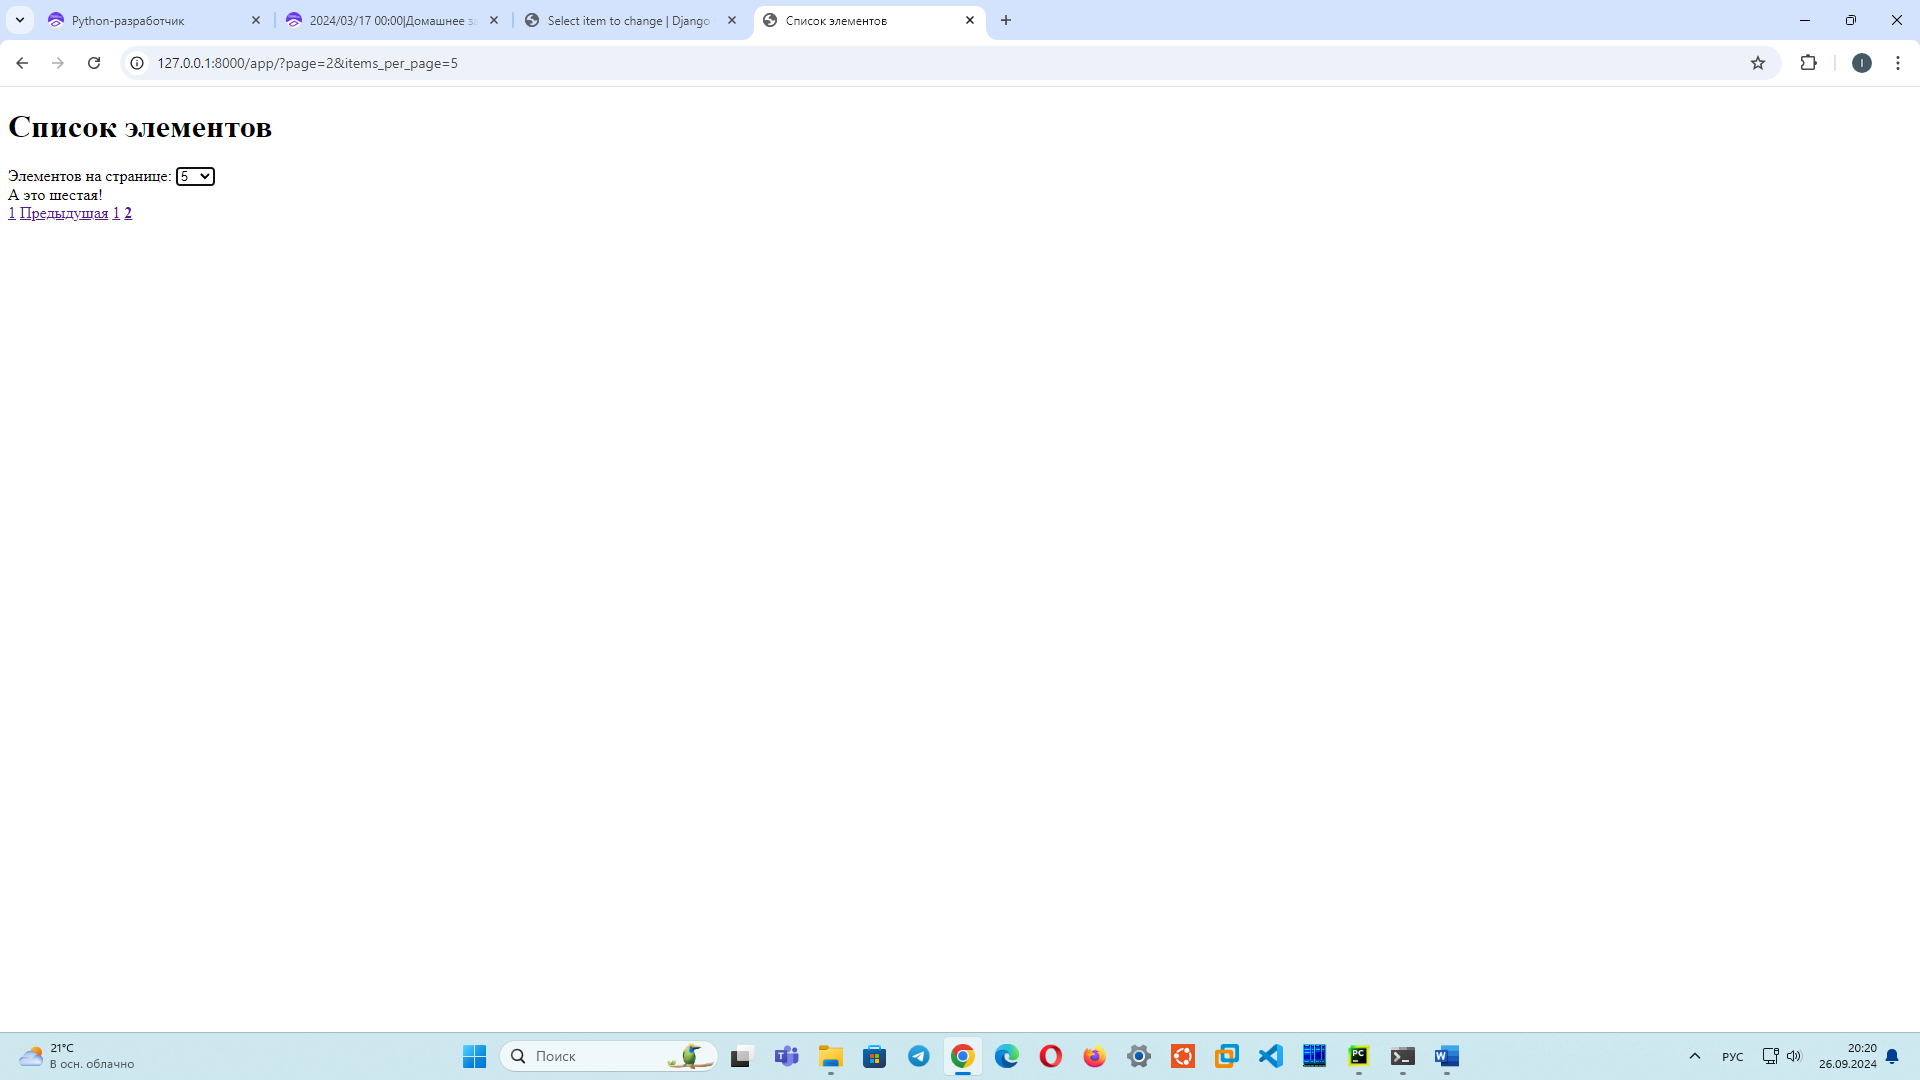 Python-разработчик
2024/03/17 00:00|Домашнее за
Select item to change | Django
Список элементов
127.0.0.1:8000/app/?page=2&items_per_page=5
I
Список элементов
Элементов на странице: 5
А это шестая!
1 Предыдущая 1 2
21°C
В осн. облачно
Поиск
PC
W
РУС
20:20
26.09.2024